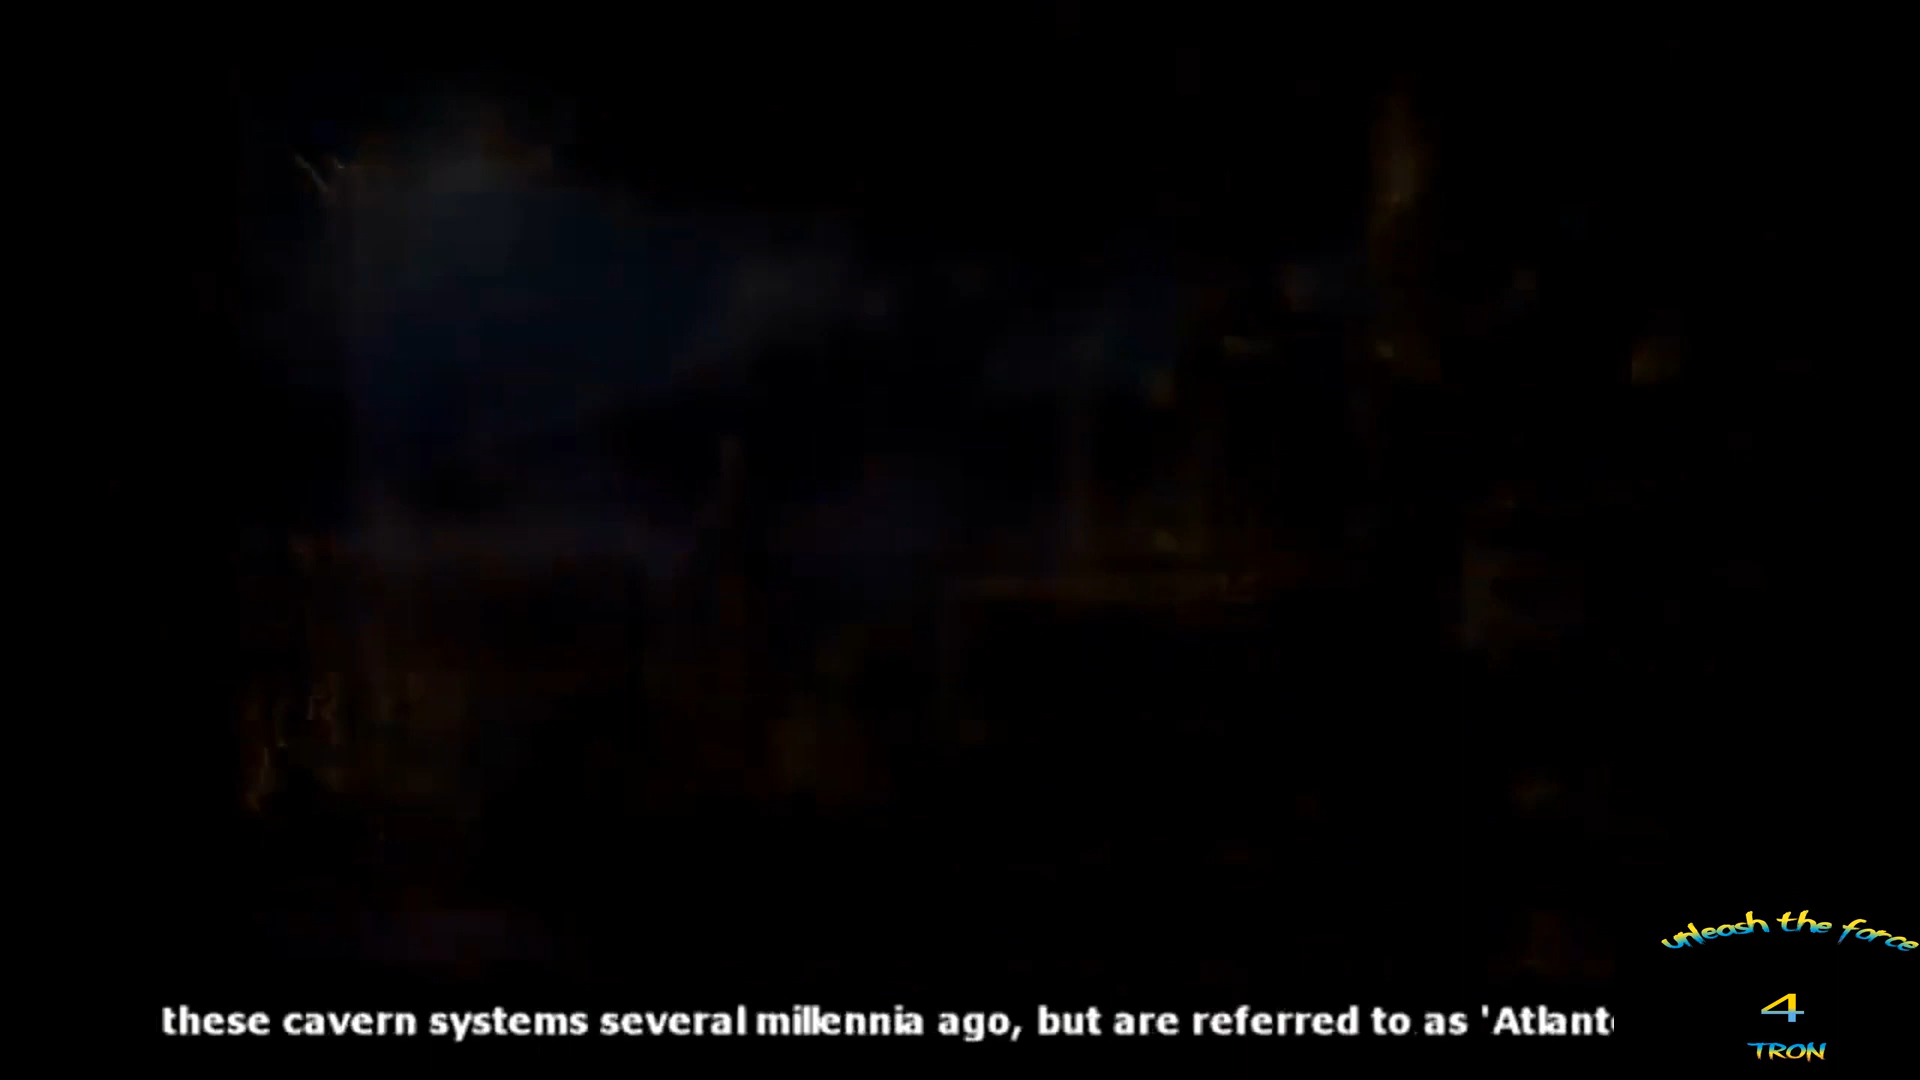 unleash the force
4
TRON
these cavern systems several millennia ago, but are referred to as 'Atlant